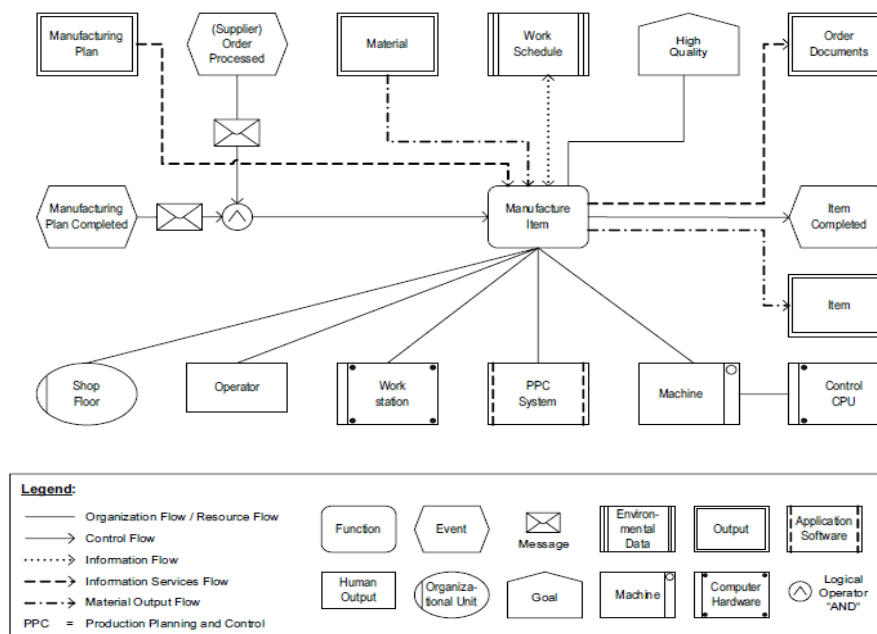 Manufacturing
Plan
(Supplier)
Order
Processed
Material
Work
Schedule
High
Quality
Order
Documents
Manufacturing
Plan Completed
Manufacture
Item
Item
Completed
Item
Shop
Floor
Operator
Work
station
PPC
System
Machine
Control
CPU
Legend:
Organization Flow / Resource Flow
Control Flow
Information Flow
Information Services Flow
Material Output Flow
PPC = Production Planning and Control
Function
Event
Message
Environ-
mental
Data
Output
Application
Software
Human
Output
Organiza-
tional Unit
Goal
Machine
Computer
Hardware
Logical
Operator
"AND"